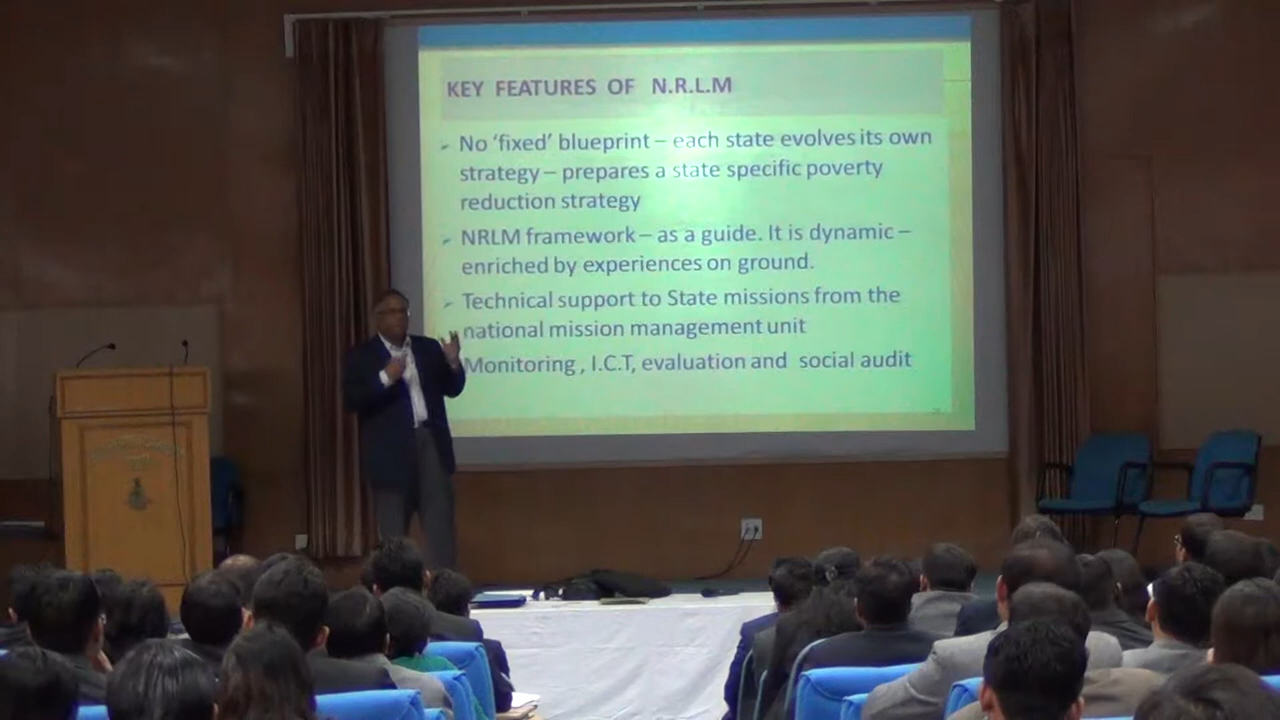 KEY FEATURES OF N.R.L.M
No ‘fixed’ blueprint – each state evolves its own
strategy – prepares a state specific poverty
reduction strategy
NRLM framework – as a guide. It is dynamic –
enriched by experiences on ground.
Technical support to State missions from the
national mission management unit
Monitoring , I.C.T, evaluation and social audit